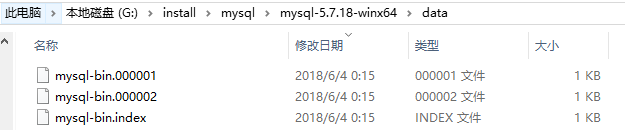 此电脑 > 本地磁盘 (G:) > install > mysql > mysql-5.7.18-winx64 > data
名称 修改日期 类型 大小
mysql-bin.000001 2018/6/4 0:15 000001 文件 1 KB
mysql-bin.000002 2018/6/4 0:15 000002 文件 1 KB
mysql-bin.index 2018/6/4 0:15 INDEX 文件 1 KB